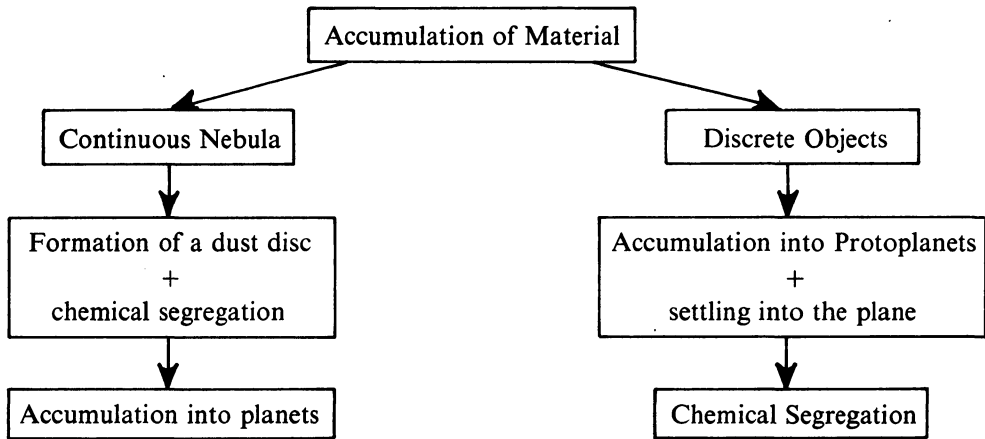 Accumulation of Material
Continuous Nebula
Discrete Objects
Formation of a dust disc
+
chemical segregation
Accumulation into Protoplanets
+
settling into the plane
Accumulation into planets
Chemical Segregation